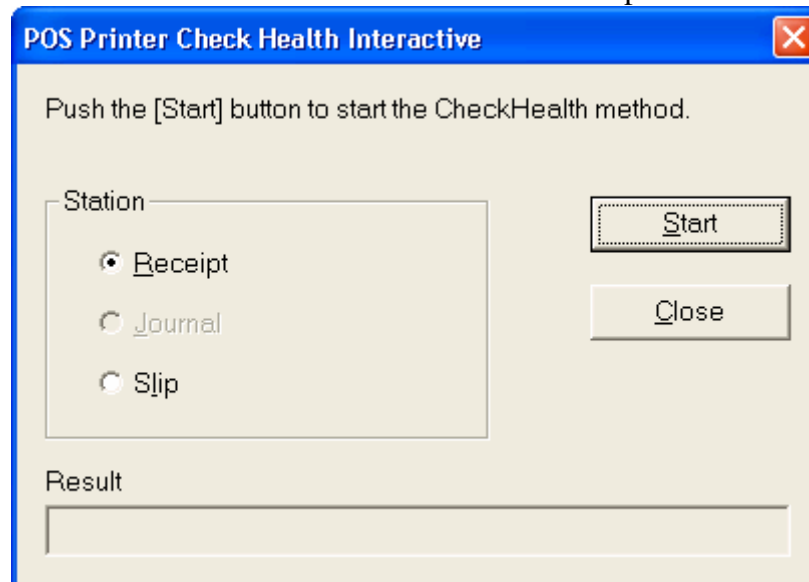 POS Printer Check Health Interactive
Push the [Start] button to start the CheckHealth method.
Station
Receipt
Journal
Slip
Start
Close
Result